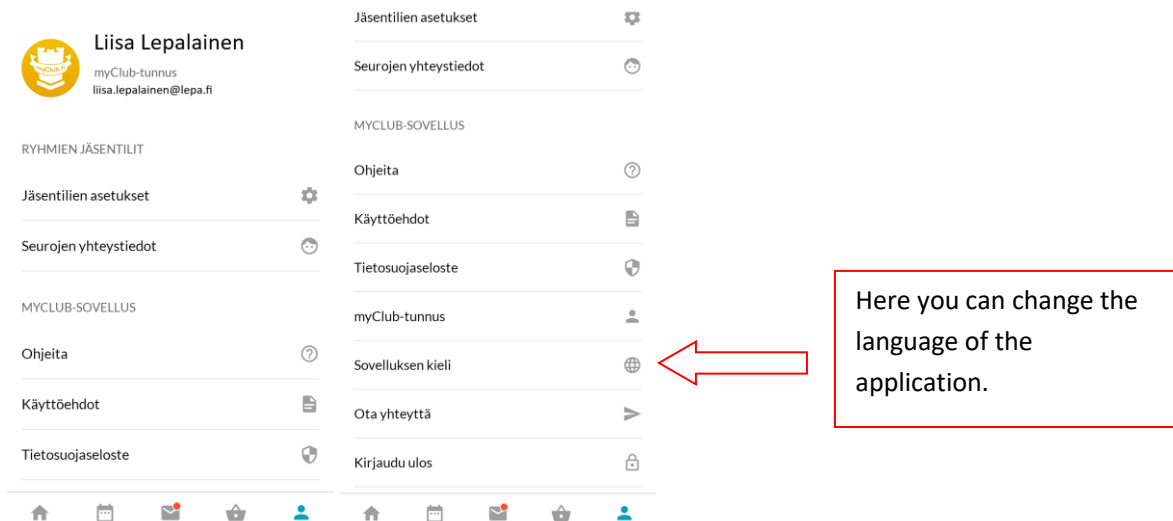 Liisa Lepalainen
myClub-tunnus
liisa.lepalainen@lepa.fi
myClub.fi
RYHMIEN JÄSENTILIT
Jäsentilien asetukset
Seurojen yhteystiedot
MYCLUB-SOVELLUS
Ohjeita
Käyttöehdot
Tietosuojaseloste
Jäsentilien asetukset
Seurojen yhteystiedot
MYCLUB-SOVELLUS
Ohjeita
Käyttöehdot
Tietosuojaseloste
myClub-tunnus
Sovelluksen kieli
Ota yhteyttä
Kirjaudu ulos
Here you can change the
language of the
application.